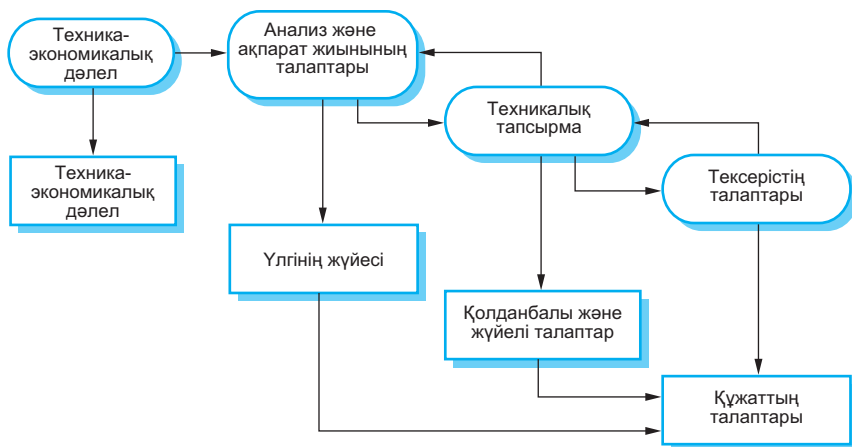 Техника-
экономикалық
дәлел
Анализ және
ақпарат жиынының
талаптары
Техникалық
тапсырма
Тексерістің
талаптары
Техника-
экономикалық
дәлел
Үлгінің жүйесі
Қолданбалы және
жүйелі талаптар
Құжаттың
талаптары